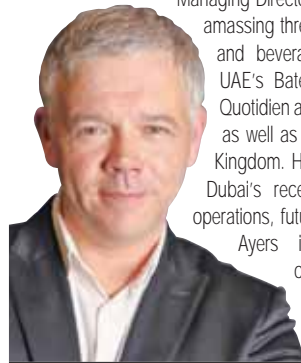 Managing Directo
amassing thre
and bevera
UAE's Bate
Quotidien a
as well as
Kingdom. H
Dubai's rece
operations, futu
Ayers i
o